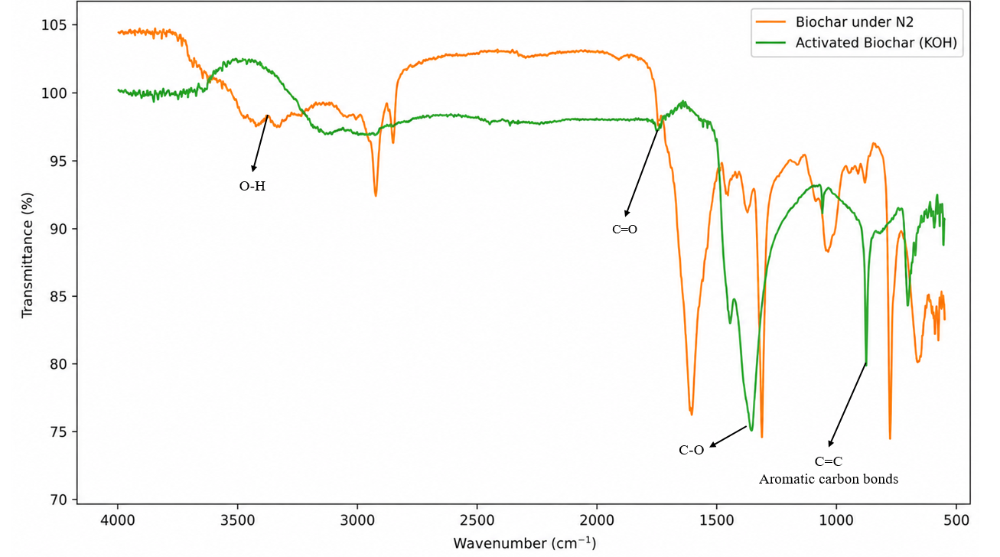 Biochar under N2
Activated Biochar (KOH)
105
100
95
90
85
80
75
70
Transmittance (%)
O-H
C=O
C-O
C=C
Aromatic carbon bonds
4000 3500 3000 2500 2000 1500 1000 500
Wavenumber (cm⁻¹)